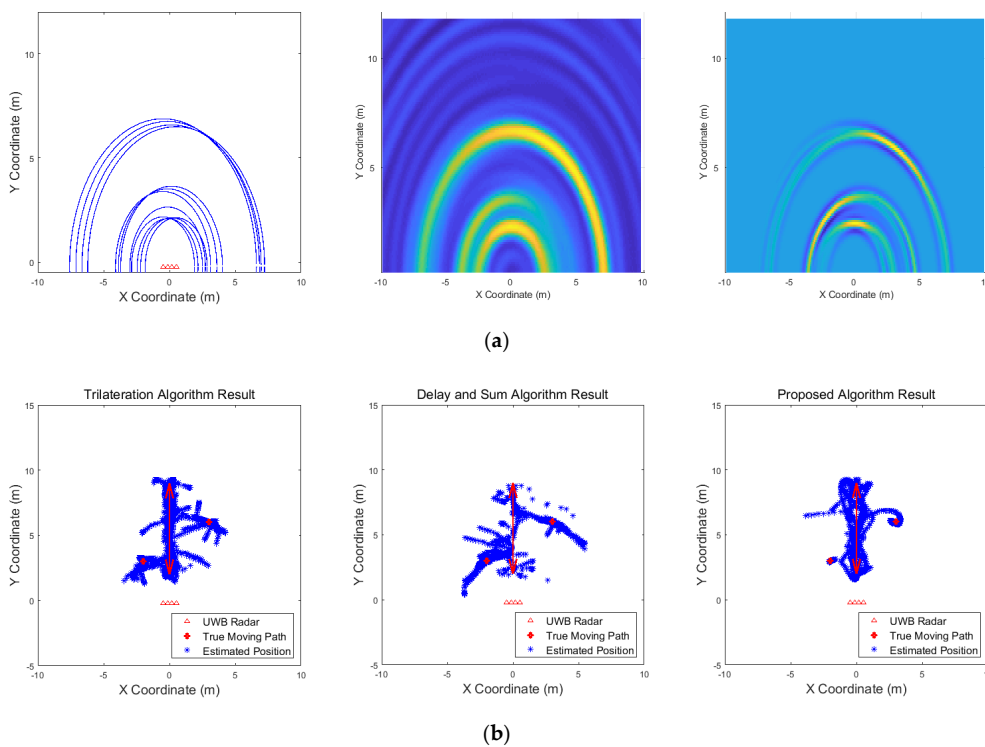 10
5
0
-10
-5
0
5
10
Y Coordinate (m)
X Coordinate (m)
10
5
-10
-5
0
5
10
Y Coordinate (m)
X Coordinate (m)
10
5
-10
-5
0
5
10
Y Coordinate (m)
X Coordinate (m)
(a)
Trilateration Algorithm Result
15
10
5
0
-5
-10
-5
0
5
10
Y Coordinate (m)
X Coordinate (m)
UWB Radar
True Moving Path
Estimated Position
Delay and Sum Algorithm Result
15
10
5
0
-5
-10
-5
0
5
10
Y Coordinate (m)
X Coordinate (m)
UWB Radar
True Moving Path
Estimated Position
Proposed Algorithm Result
15
10
5
0
-5
-10
-5
0
5
10
Y Coordinate (m)
X Coordinate (m)
UWB Radar
True Moving Path
Estimated Position
(b)